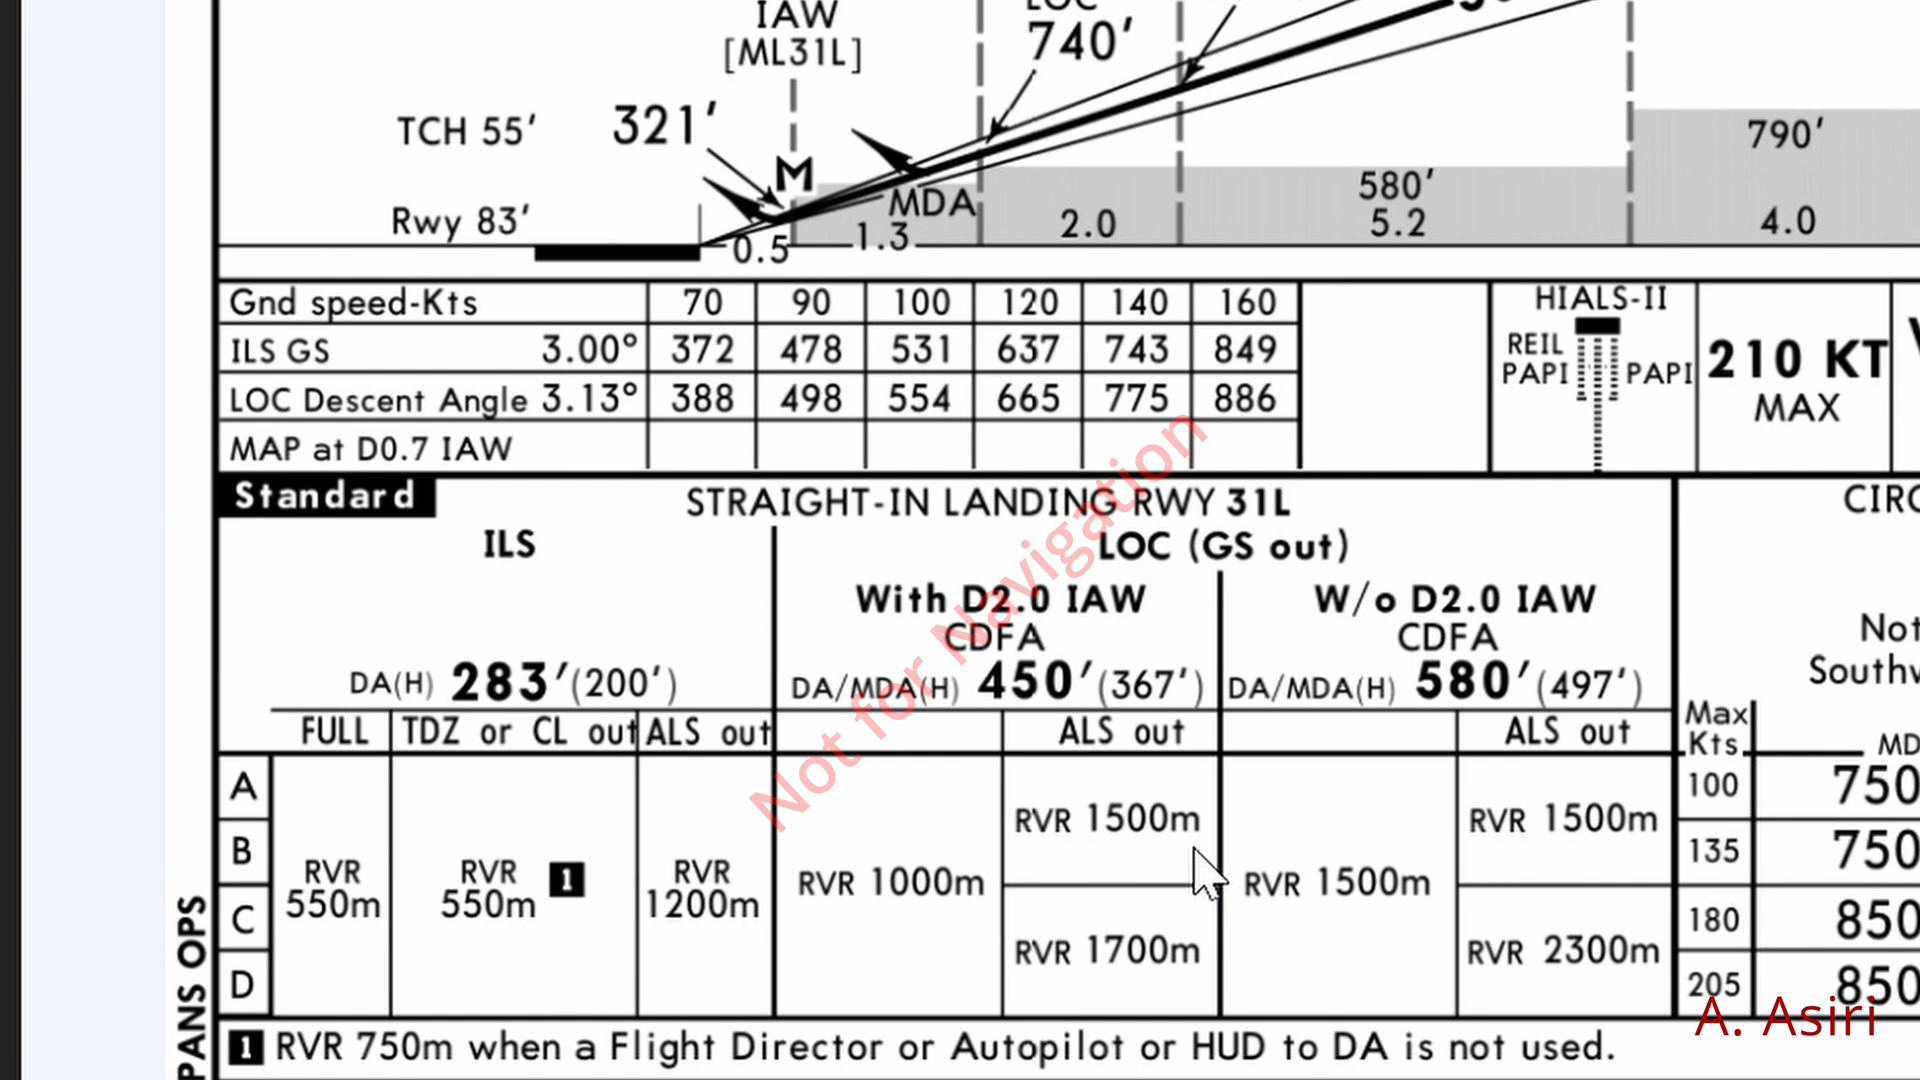 IAW
[ML31L]
LOC
740'
TCH 55'
321'
M
MDA
Rwy 83'
0.5
1.3
2.0
580'
5.2
790'
4.0
Gnd speed-Kts 70 90 100 120 140 160
ILS GS 3.00° 372 478 531 637 743 849
LOC Descent Angle 3.13° 388 498 554 665 775 886
MAP at D0.7 IAW
HIALS-II
REIL
PAPI
PAPI
210 KT
MAX
Standard
STRAIGHT-IN LANDING RWY 31L
ILS
LOC (GS out)
With D2.0 IAW
CDFA
W/o D2.0 IAW
CDFA
DA(H) 283'(200')
DA/MDA(H) 450'(367')
DA/MDA(H) 580'(497')
FULL
TDZ or CL out
ALS out
ALS out
ALS out
A
B
C
D
RVR
550m
RVR
550m
1
RVR
1200m
RVR 1000m
RVR 1500m
RVR 1700m
RVR 1500m
RVR 1500m
RVR 2300m
CIRC
Not
Southw
Max
Kts
MD
100 750
135 750
180 850
205 850
PANS OPS
1 RVR 750m when a Flight Director or Autopilot or HUD to DA is not used.
Not for Navigation
A. Asiri